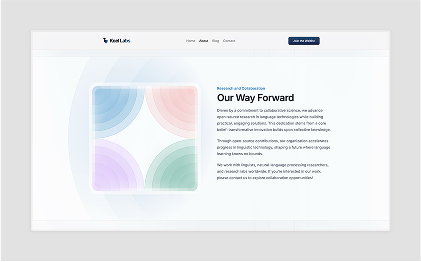 Koel Labs
Home About Blog Contact
Join the Waitlist
Research and Collaboration
Our Way Forward
Driven by a commitment to collaborative science, we advance
open-source research in language technologies while building
practical, engaging solutions. This dedication stems from a core
belief: transformative innovation builds upon collective knowledge.
Through open source contributions, our organization accelerates
progress in linguistic technology, shaping a future where language
learning knows no bounds.
We work with linguists, natural-language processing researchers,
and research labs worldwide. If you're interested in our work,
please contact us to explore collaboration opportunities!